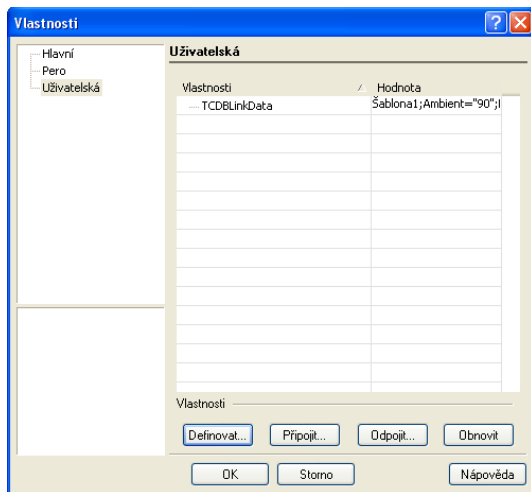 Vlastnosti
Hlavní
Pero
Uživatelská
Uživatelská
Vlastnosti Hodnota
TCDBLinkData Šablona1;Ambient="90";I
Vlastnosti
Definovat... Připojit... Odpojit... Obnovit
OK Storno Nápověda